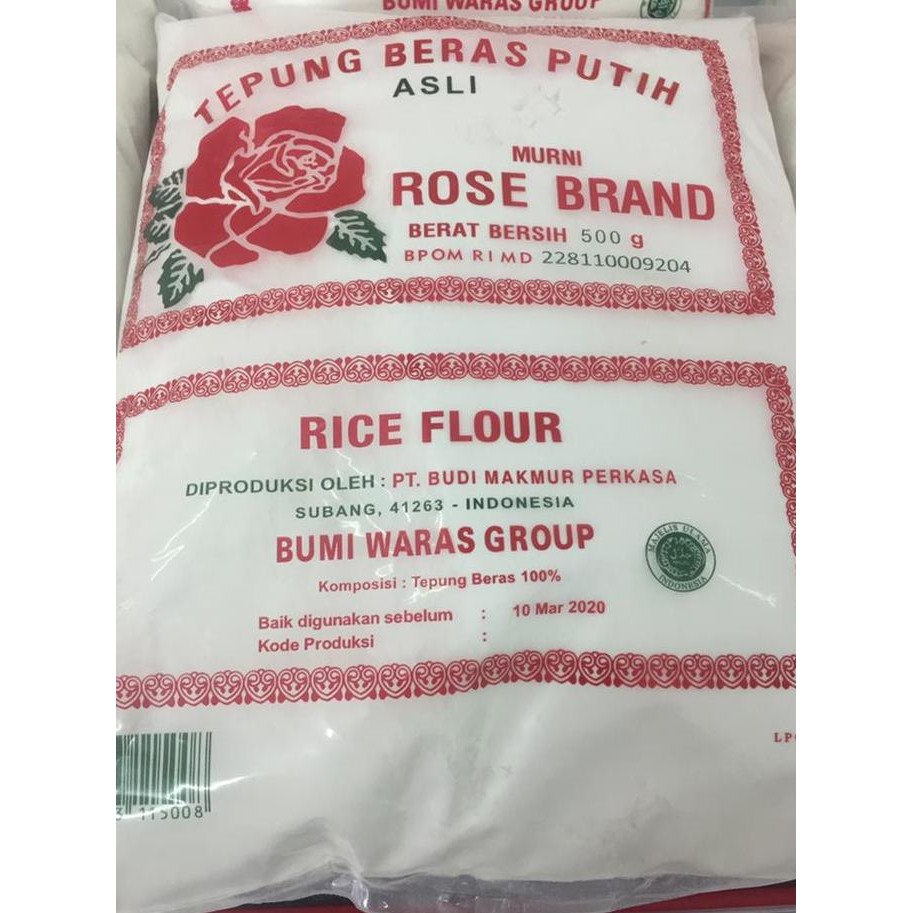 BUMI WARAS GROUP
TEPUNG BERAS PUTIH
ASLI
MURNI
ROSE BRAND
BERAT BERSIH 500 g
BPOM RI MD 228110009204
RICE FLOUR
DIPRODUKSI OLEH : PT. BUDI MAKMUR PERKASA
SUBANG, 41263 - INDONESIA
BUMI WARAS GROUP
MAJELIS ULAMA
حلال
INDONESIA
Komposisi : Tepung Beras 100%
Baik digunakan sebelum : 10 Mar 2020
Kode Produksi :
115008